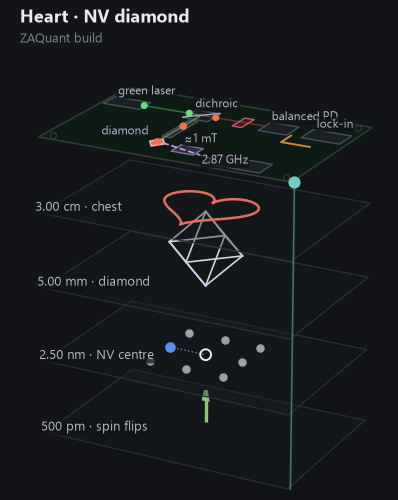 Heart · NV diamond
ZAQuant build
green laser
dichroic
balanced PD
lock-in
diamond
≈1 mT
2.87 GHz
3.00 cm · chest
5.00 mm · diamond
2.50 nm · NV centre
500 pm · spin flips